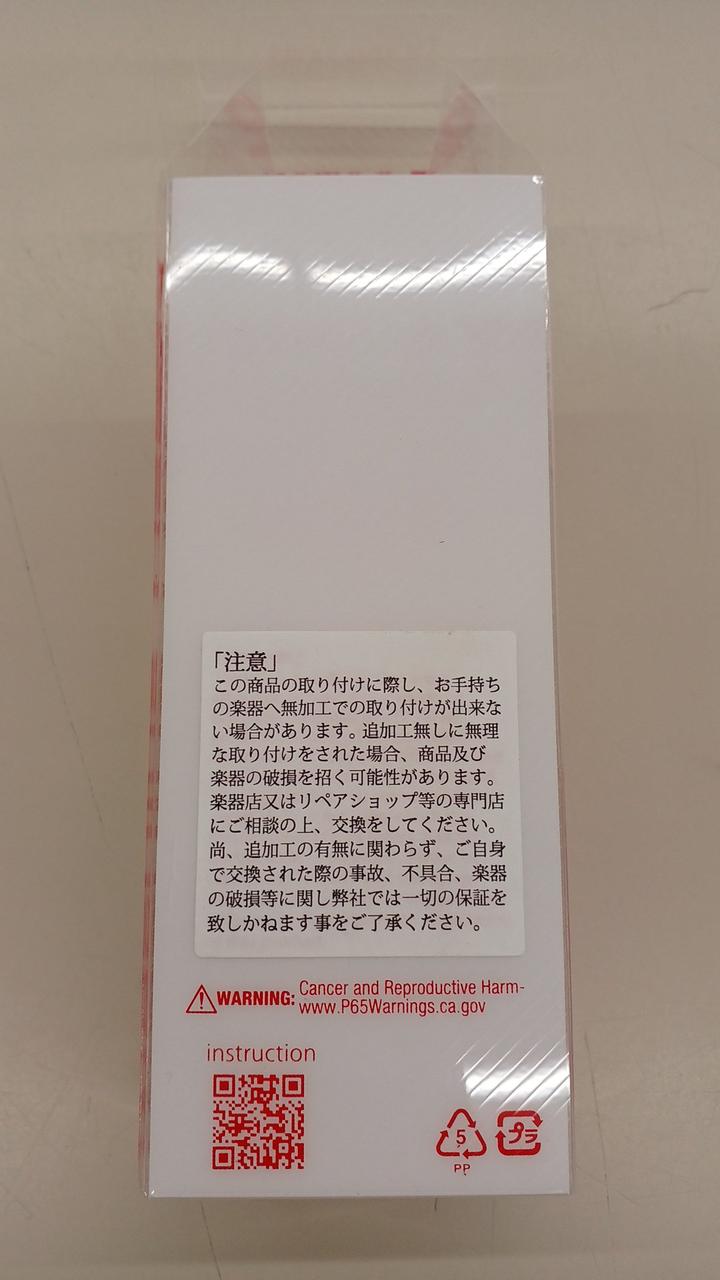 「注意」
この商品の取り付けに際し、お手持ち
の楽器へ無加工での取り付けが出来な
い場合があります。追加工無しに無理
な取り付けをされた場合、商品及び
楽器の破損を招く可能性があります。
楽器店又はリペアショップ等の専門店
にご相談の上、交換をしてください。
尚、追加工の有無に関わらず、ご自身
で交換された際の事故、不具合、楽器
の破損等に関し弊社では一切の保証を
致しかねます事をご了承ください。
WARNING: Cancer and Reproductive Harm-
www.P65Warnings.ca.gov
instruction
5 プラ
PP